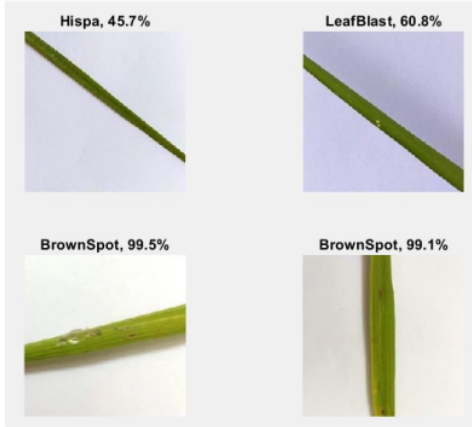 Hispa, 45.7%
LeafBlast, 60.8%
BrownSpot, 99.5%
BrownSpot, 99.1%